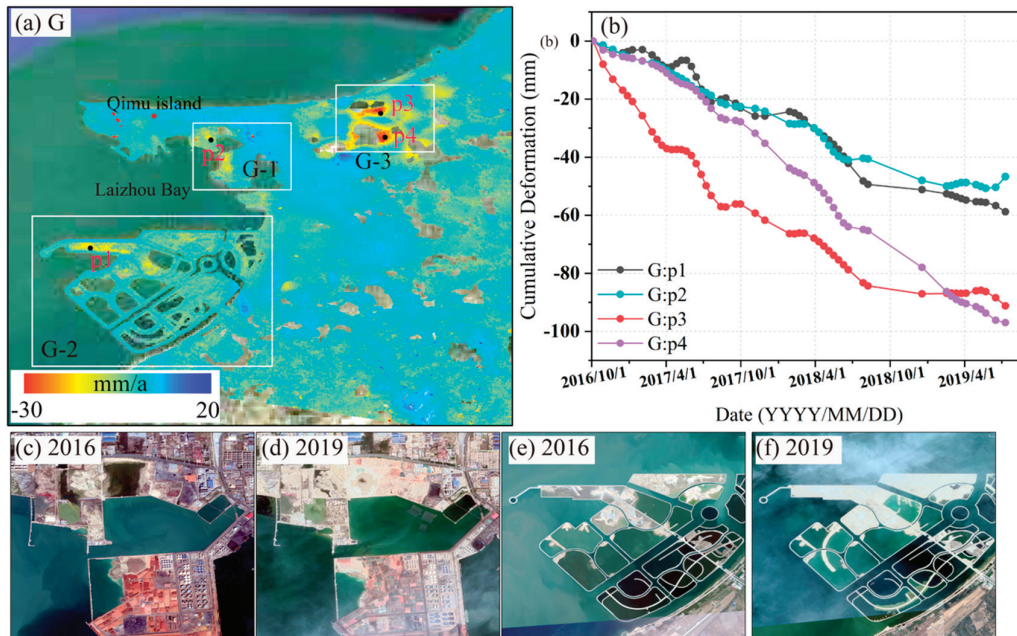 (a) G
Qimu island
p3
p4
p2
G-1
G-3
Laizhou Bay
p1
G-2
mm/a
-30
20
(b)
(b)
Cumulative Deformation (mm)
0
-20
-40
-60
-80
-100
G:p1
G:p2
G:p3
G:p4
2016/10/1
2017/4/1
2017/10/1
2018/4/1
2018/10/1
2019/4/1
Date (YYYY/MM/DD)
(c) 2016
(d) 2019
(e) 2016
(f) 2019